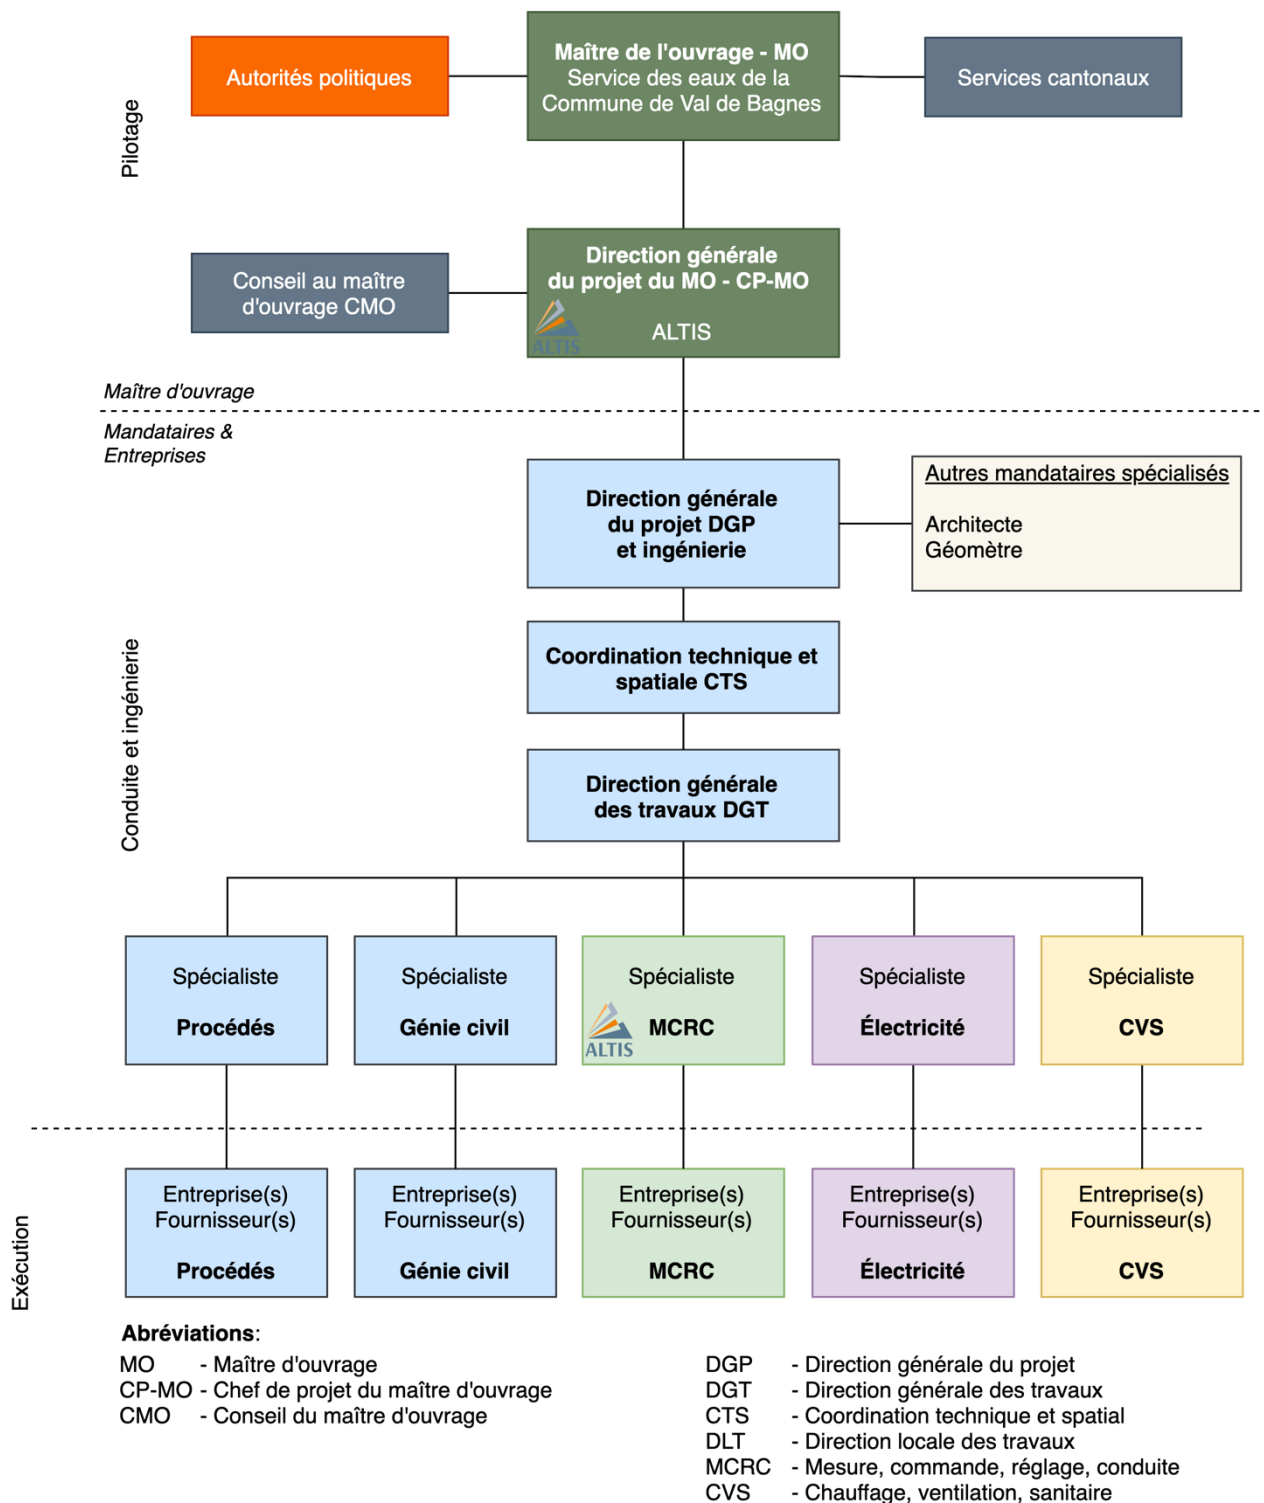 Maître de l'ouvrage - MO
Service des eaux de la
Commune de Val de Bagnes
Autorités politiques
Services cantonaux
Pilotage
Direction générale
du projet du MO - CP-MO
ALTIS
ALTIS
Conseil au maître
d'ouvrage CMO
Maître d'ouvrage
Mandataires &
Entreprises
Direction générale
du projet DGP
et ingénierie
Autres mandataires spécialisés
Architecte
Géomètre
Conduite et ingénierie
Coordination technique et
spatiale CTS
Direction générale
des travaux DGT
Spécialiste
Procédés
Spécialiste
Génie civil
Spécialiste
MCRC
ALTIS
Spécialiste
Électricité
Spécialiste
CVS
Exécution
Entreprise(s)
Fournisseur(s)
Procédés
Entreprise(s)
Fournisseur(s)
Génie civil
Entreprise(s)
Fournisseur(s)
MCRC
Entreprise(s)
Fournisseur(s)
Électricité
Entreprise(s)
Fournisseur(s)
CVS
Abréviations:
MO - Maître d'ouvrage
CP-MO - Chef de projet du maître d'ouvrage
CMO - Conseil du maître d'ouvrage
DGP - Direction générale du projet
DGT - Direction générale des travaux
CTS - Coordination technique et spatial
DLT - Direction locale des travaux
MCRC - Mesure, commande, réglage, conduite
CVS - Chauffage, ventilation, sanitaire